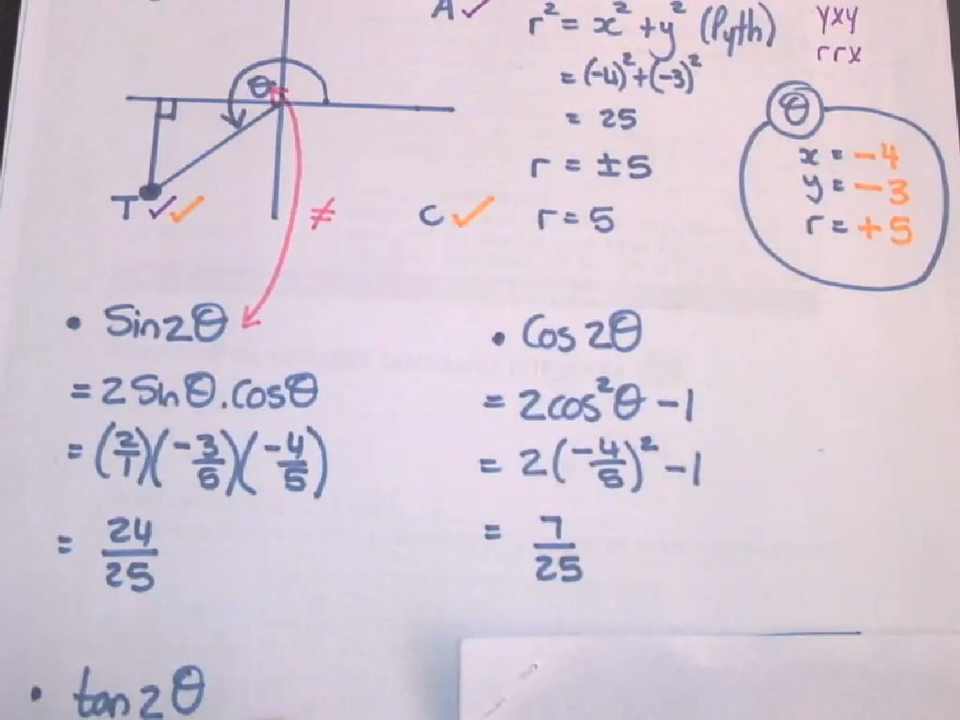 A✓
r² = x² + y² (Pyth)
= (-4)² + (-3)²
= 25
r = ±5
r = 5
yxy
rrx
θ
x = -4
y = -3
r = +5
θ
T ✓✓
≠
C ✓
• Sin2θ
= 2Sinθ.cosθ
= (2/1)(-3/5)(-4/5)
= 24/25
• Cos2θ
= 2cos²θ - 1
= 2(-4/5)² - 1
= 7/25
• tan2θ